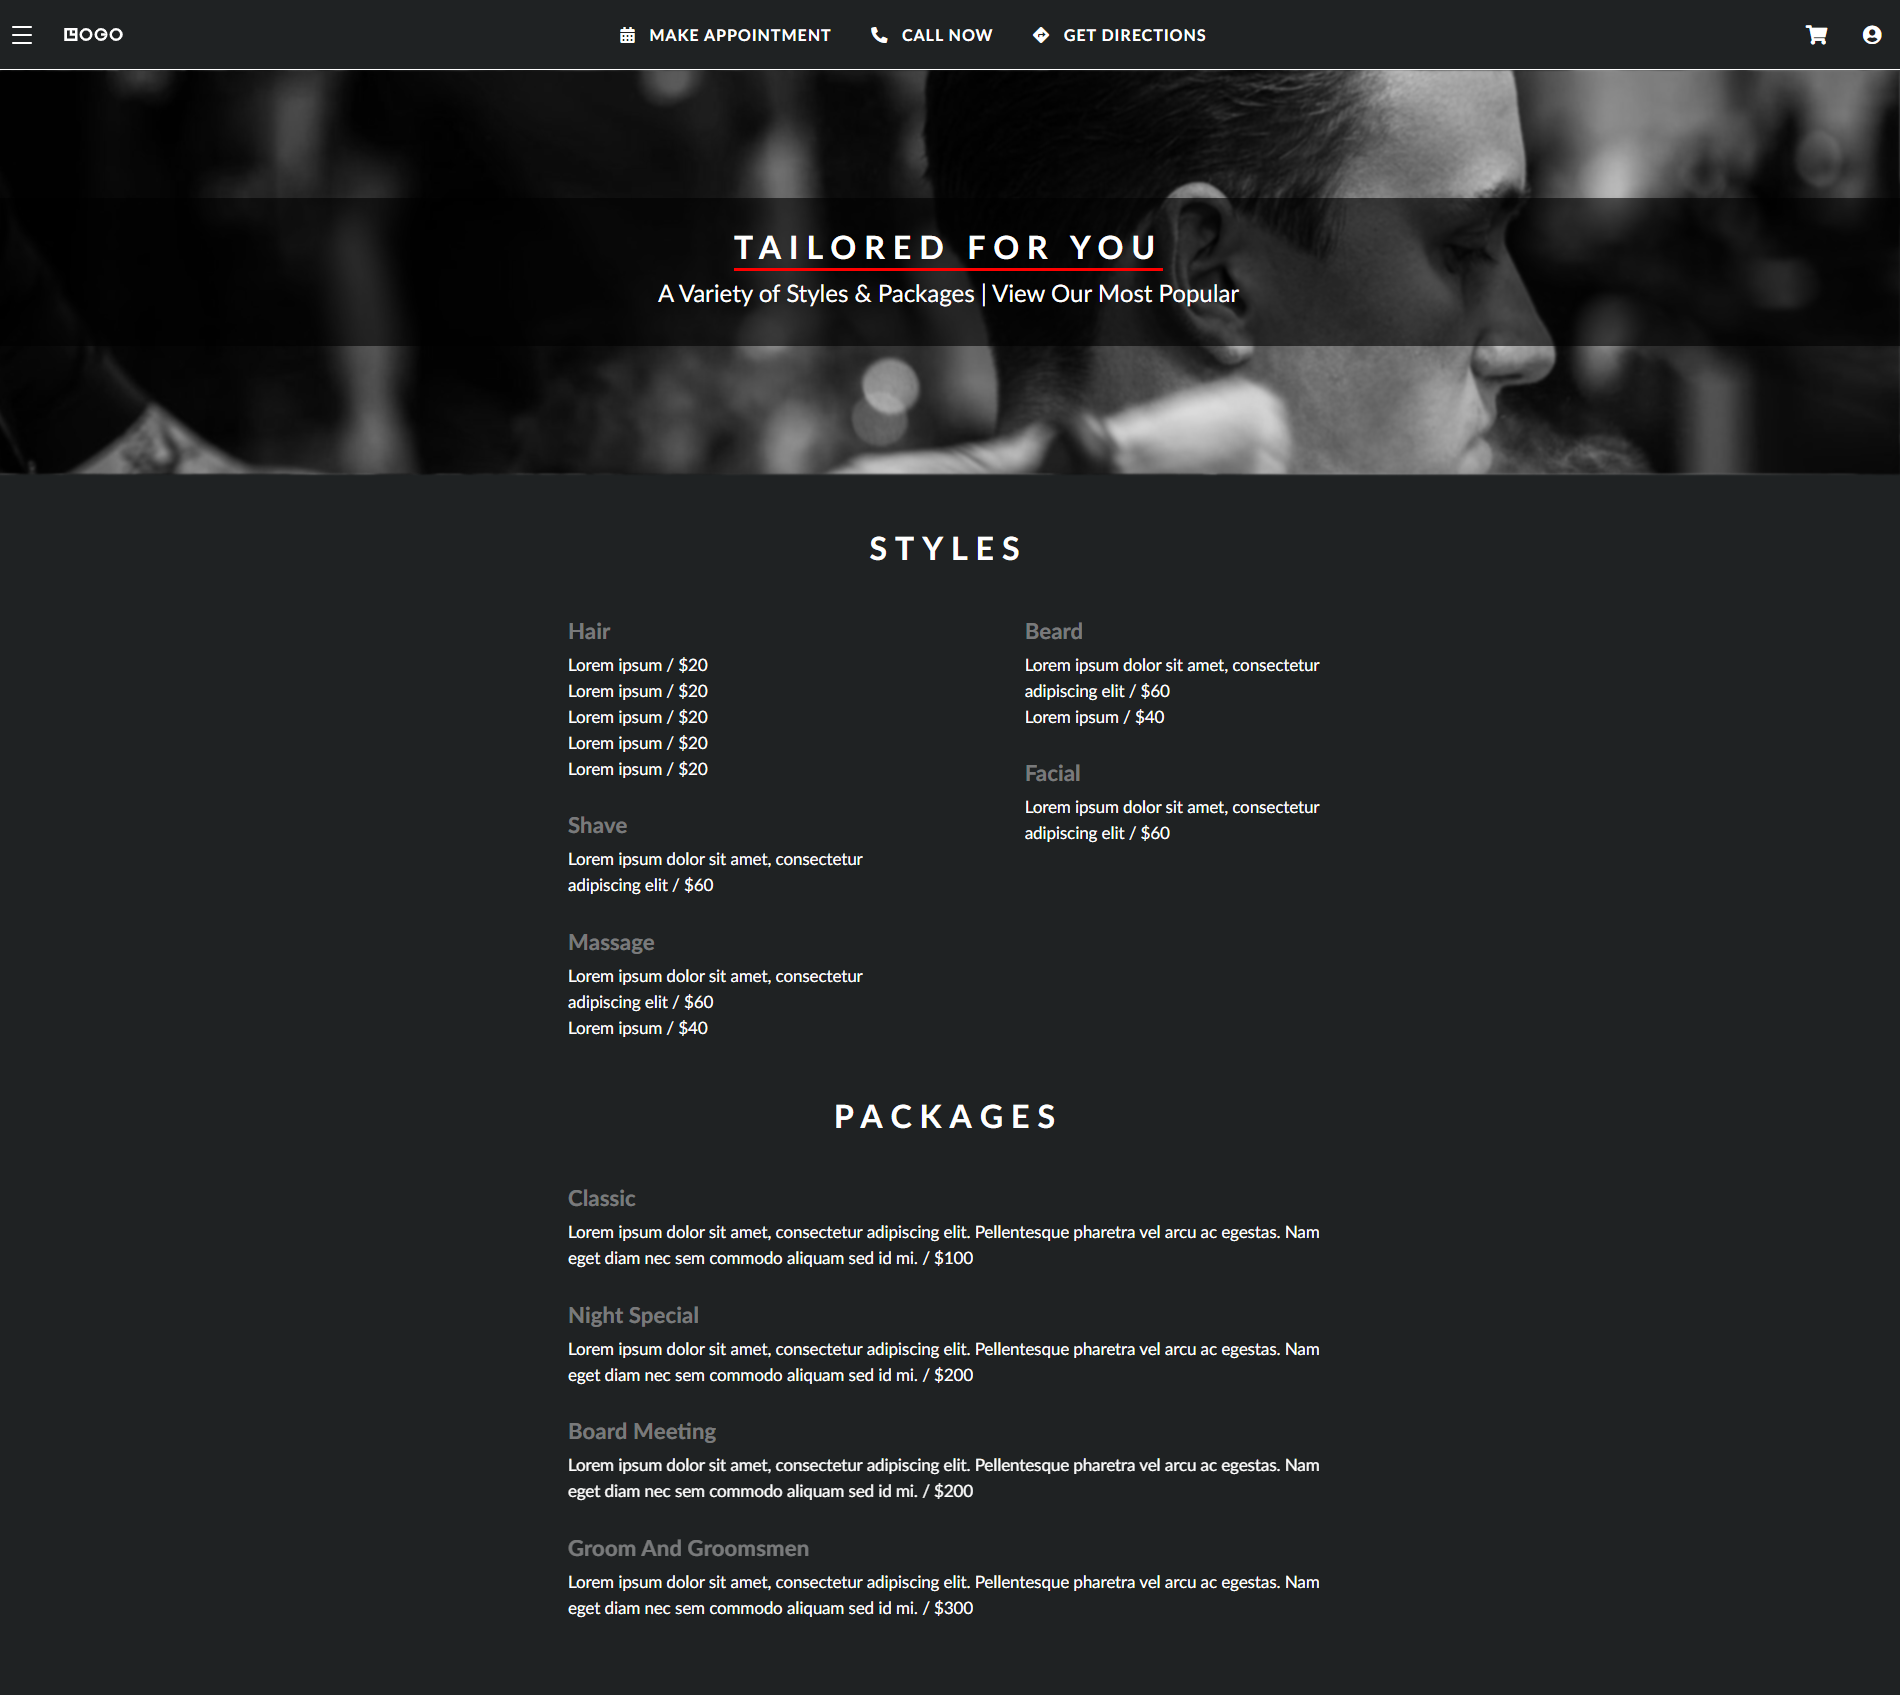 LOGO
MAKE APPOINTMENT
CALL NOW
GET DIRECTIONS
TAILORED FOR YOU
A Variety of Styles & Packages | View Our Most Popular
STYLES
Hair
Lorem ipsum / $20
Lorem ipsum / $20
Lorem ipsum / $20
Lorem ipsum / $20
Lorem ipsum / $20
Shave
Lorem ipsum dolor sit amet, consectetur
adipiscing elit / $60
Massage
Lorem ipsum dolor sit amet, consectetur
adipiscing elit / $60
Lorem ipsum / $40
Beard
Lorem ipsum dolor sit amet, consectetur
adipiscing elit / $60
Lorem ipsum / $40
Facial
Lorem ipsum dolor sit amet, consectetur
adipiscing elit / $60
PACKAGES
Classic
Lorem ipsum dolor sit amet, consectetur adipiscing elit. Pellentesque pharetra vel arcu ac egestas. Nam
eget diam nec sem commodo aliquam sed id mi. / $100
Night Special
Lorem ipsum dolor sit amet, consectetur adipiscing elit. Pellentesque pharetra vel arcu ac egestas. Nam
eget diam nec sem commodo aliquam sed id mi. / $200
Board Meeting
Lorem ipsum dolor sit amet, consectetur adipiscing elit. Pellentesque pharetra vel arcu ac egestas. Nam
eget diam nec sem commodo aliquam sed id mi. / $200
Groom And Groomsmen
Lorem ipsum dolor sit amet, consectetur adipiscing elit. Pellentesque pharetra vel arcu ac egestas. Nam
eget diam nec sem commodo aliquam sed id mi. / $300